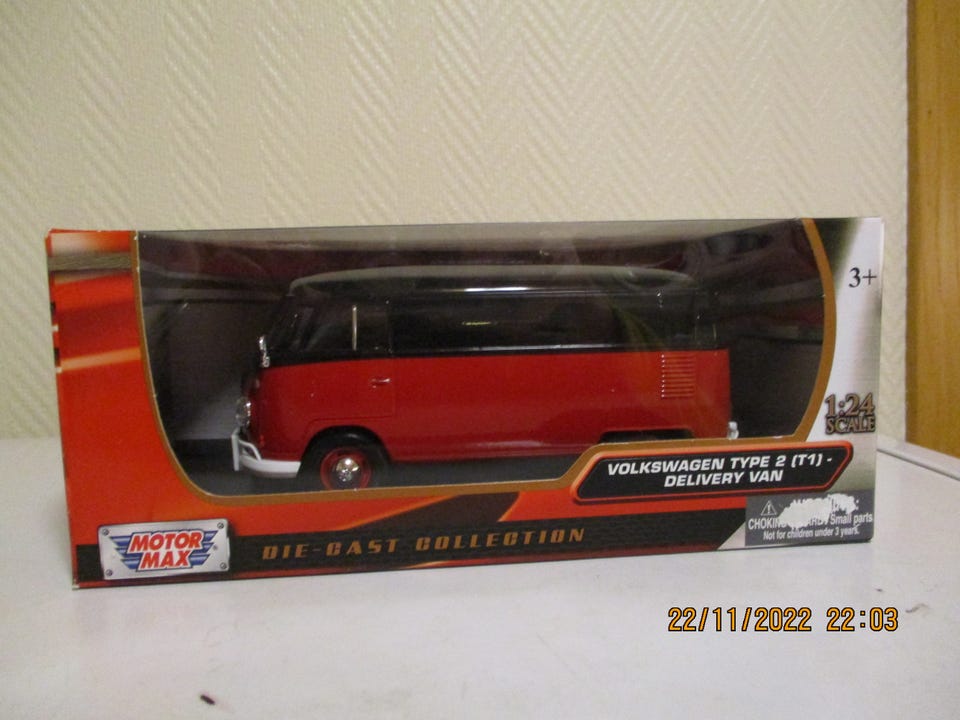 3+
1:24
SCALE
VOLKSWAGEN TYPE 2 (T1) -
DELIVERY VAN
MOTOR
MAX
DIE-CAST COLLECTION
Small parts
Not for children under 3 years.
22/11/2022 22:03